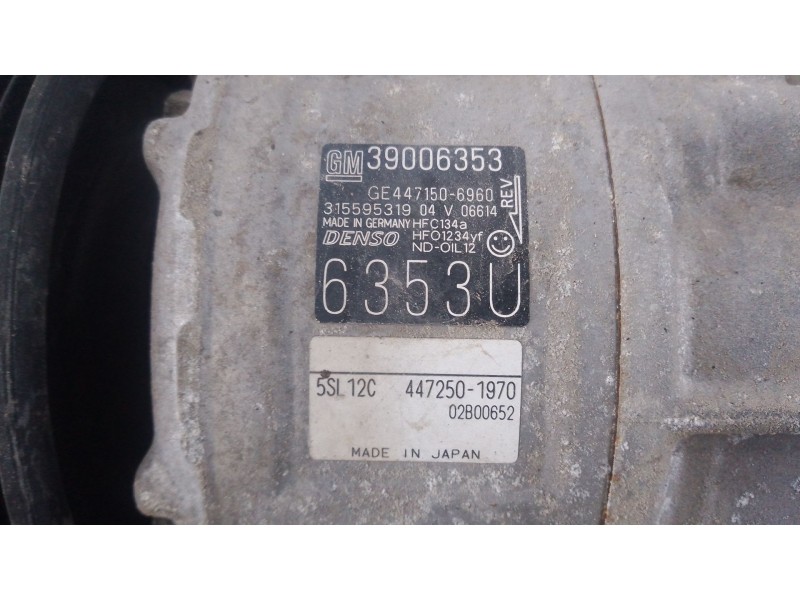 GM 39006353
GE447150-6960
315595319 04 V 06614
MADE IN GERMANY HFC134a
DENSO HFO1234yf
ND-OIL12
REV
6353U
5SL12C 447250-1970
02B00652
MADE IN JAPAN